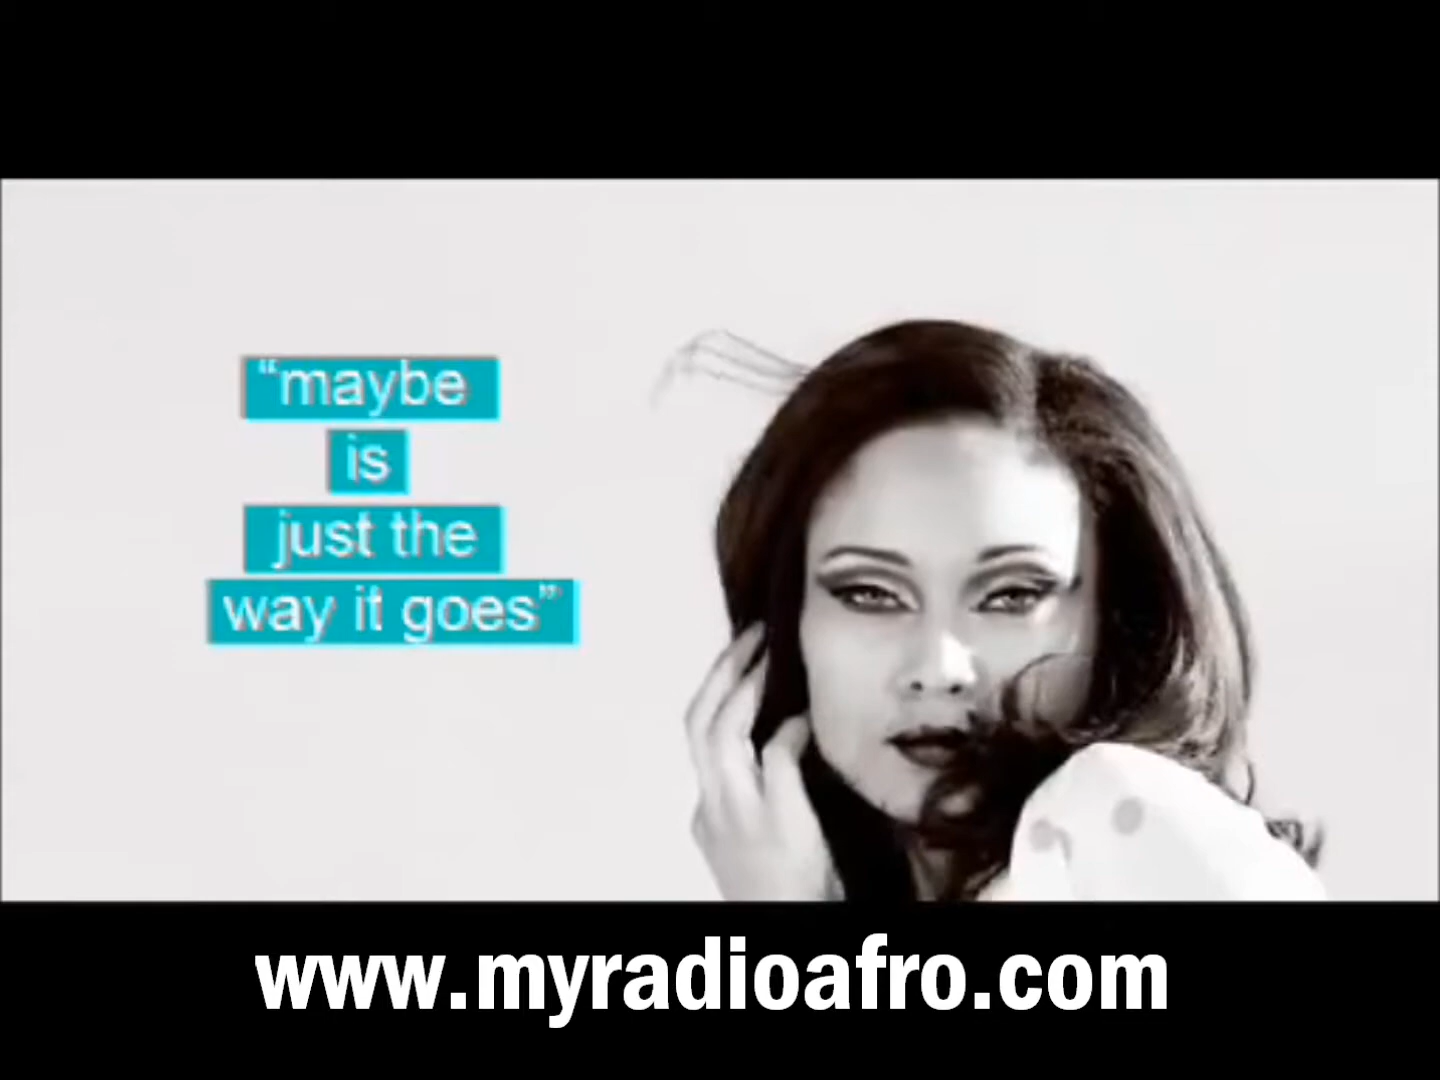 “maybe
is
just the
way it goes”
www.myradioafro.com